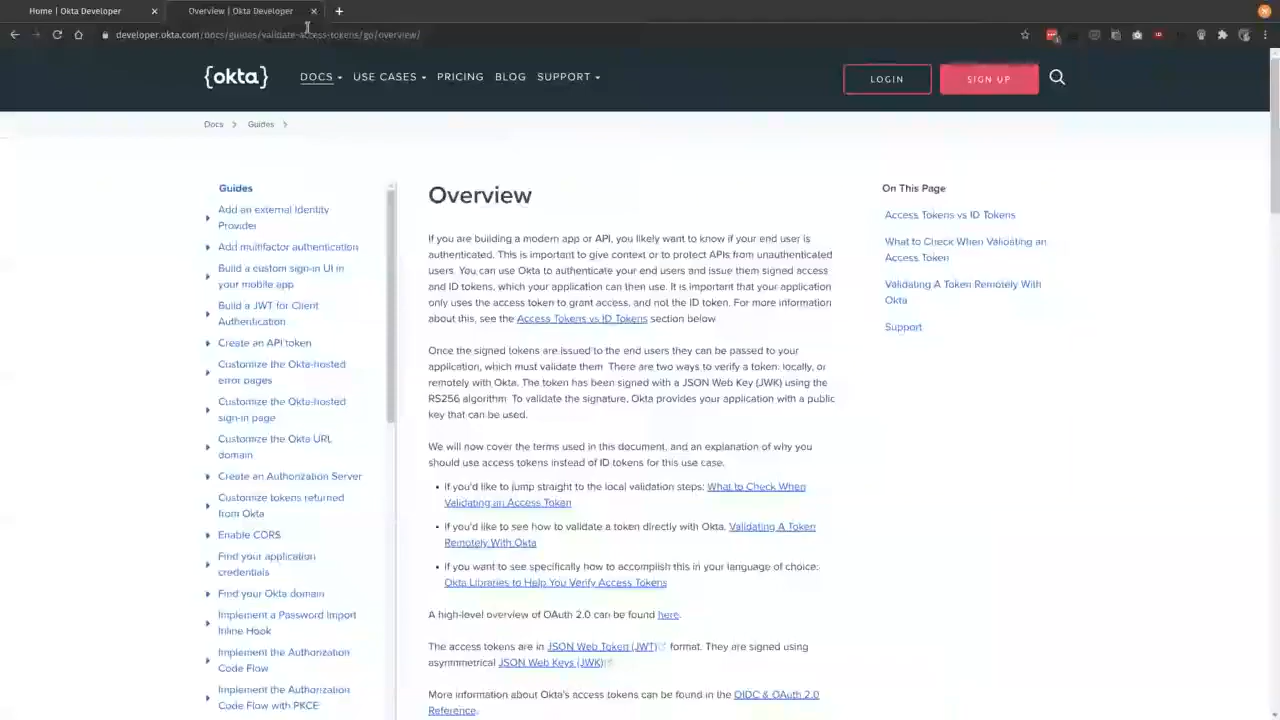 Home | Okta Developer
Overview | Okta Developer
developer.okta.com/docs/guides/validate-access-tokens/go/overview/
{okta}
DOCS
USE CASES
PRICING
BLOG
SUPPORT
LOGIN
SIGN UP
Docs
Guides
Guides
Add an external Identity
Provider
Add multifactor authentication
Build a custom sign-in UI in
your mobile app
Build a JWT for Client
Authentication
Create an API token
Customize the Okta-hosted
error pages
Customize the Okta-hosted
sign-in page
Customize the Okta URL
domain
Create an Authorization Server
Customize tokens returned
from Okta
Enable CORS
Find your application
credentials
Find your Okta domain
Implement a Password Import
Inline Hook
Implement the Authorization
Code Flow
Implement the Authorization
Code Flow with PKCE
Overview
If you are building a modern app or API, you likely want to know if your end user is
authenticated. This is important to give context or to protect APIs from unauthenticated
users. You can use Okta to authenticate your end users and issue them signed access
and ID tokens, which your application can then use. It is important that your application
only uses the access token to grant access, and not the ID token. For more information
about this, see the Access Tokens vs ID Tokens section below.
Once the signed tokens are issued to the end users they can be passed to your
application, which must validate them. There are two ways to verify a token: locally, or
remotely with Okta. The token has been signed with a JSON Web Key (JWK) using the
RS256 algorithm. To validate the signature, Okta provides your application with a public
key that can be used.
We will now cover the terms used in this document, and an explanation of why you
should use access tokens instead of ID tokens for this use case.
• If you'd like to jump straight to the local validation steps: What to Check When
Validating an Access Token
• If you'd like to see how to validate a token directly with Okta: Validating A Token
Remotely With Okta
• If you want to see specifically how to accomplish this in your language of choice:
Okta Libraries to Help You Verify Access Tokens
A high-level overview of OAuth 2.0 can be found here.
The access tokens are in JSON Web Token (JWT) format. They are signed using
asymmetrical JSON Web Keys (JWK).
More information about Okta's access tokens can be found in the OIDC & OAuth 2.0
Reference.
On This Page
Access Tokens vs ID Tokens
What to Check When Validating an
Access Token
Validating A Token Remotely With
Okta
Support